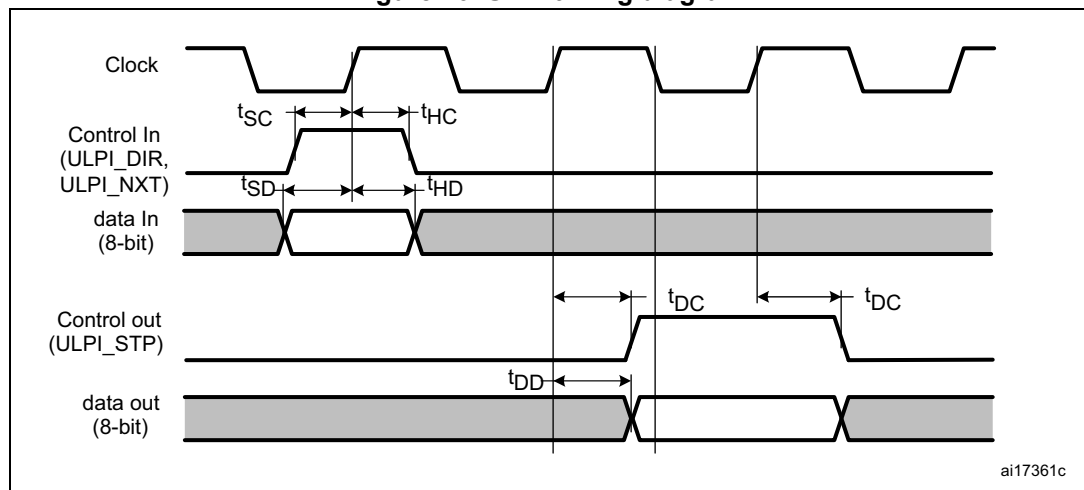 Clock
tSC
tHC
Control In
(ULPI_DIR,
ULPI_NXT)
tSD
tHD
data In
(8-bit)
tDC
tDC
Control out
(ULPI_STP)
tDD
data out
(8-bit)
ai17361c